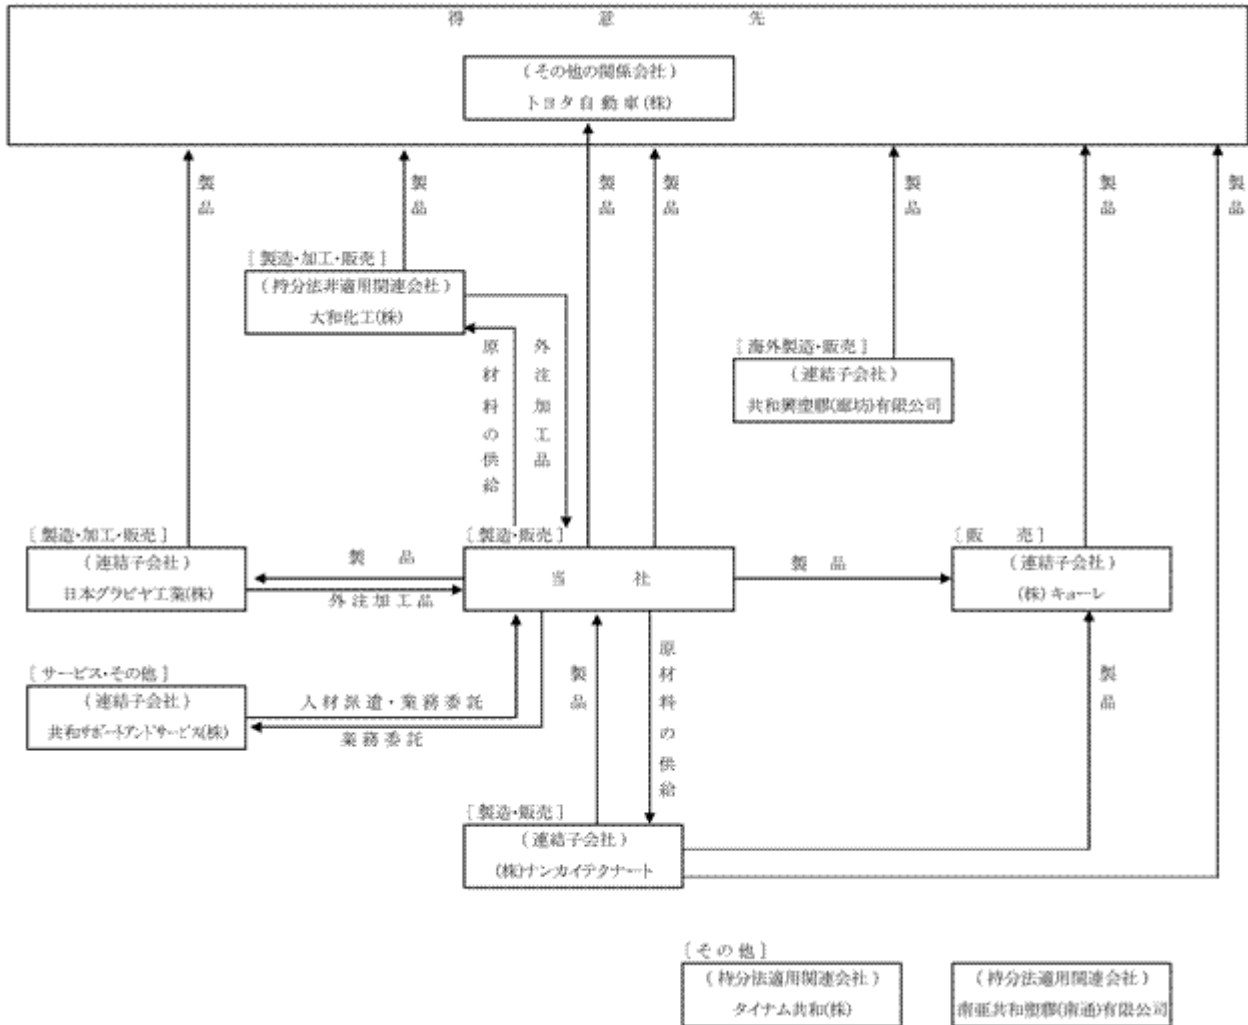 得意先
(その他の関係会社)
トヨタ自動車(株)
製品
製品
製品
製品
製品
製品
製品
[製造・加工・販売]
(持分法非適用関連会社)
大和化工(株)
原材料の供給
外注加工品
[海外製造・販売]
(連結子会社)
共和興塑膠(廊坊)有限公司
[製造・加工・販売]
(連結子会社)
日本グラビヤ工業(株)
製品
外注加工品
[製造・販売]
当社
製品
[販売]
(連結子会社)
(株)キョーレ
[サービス・その他]
(連結子会社)
共和サポートアンドサービス(株)
人材派遣・業務委託
業務委託
製品
原材料の供給
製品
[製造・販売]
(連結子会社)
(株)ナンカイテクナート
[その他]
(持分法適用関連会社)
タイナム共和(株)
(持分法適用関連会社)
南亜共和塑膠(南通)有限公司